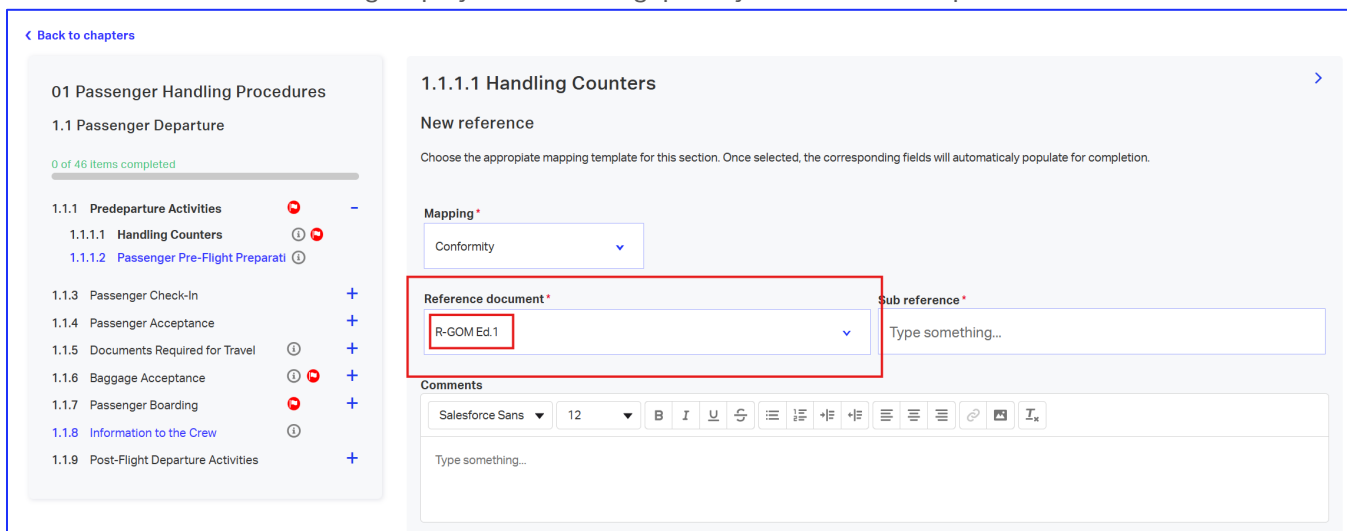 Back to chapters
01 Passenger Handling Procedures
1.1 Passenger Departure
0 of 46 items completed
1.1.1 Predeparture Activities
1.1.1.1 Handling Counters
1.1.1.2 Passenger Pre-Flight Preparati
1.1.3 Passenger Check-In
1.1.4 Passenger Acceptance
1.1.5 Documents Required for Travel
1.1.6 Baggage Acceptance
1.1.7 Passenger Boarding
1.1.8 Information to the Crew
1.1.9 Post-Flight Departure Activities
1.1.1.1 Handling Counters
New reference
Choose the appropiate mapping template for this section. Once selected, the corresponding fields will automaticaly populate for completion.
Mapping *
Conformity
Reference document *
R-GOM Ed.1
Sub reference *
Type something...
Comments
Salesforce Sans 12 B I U S
Type something...